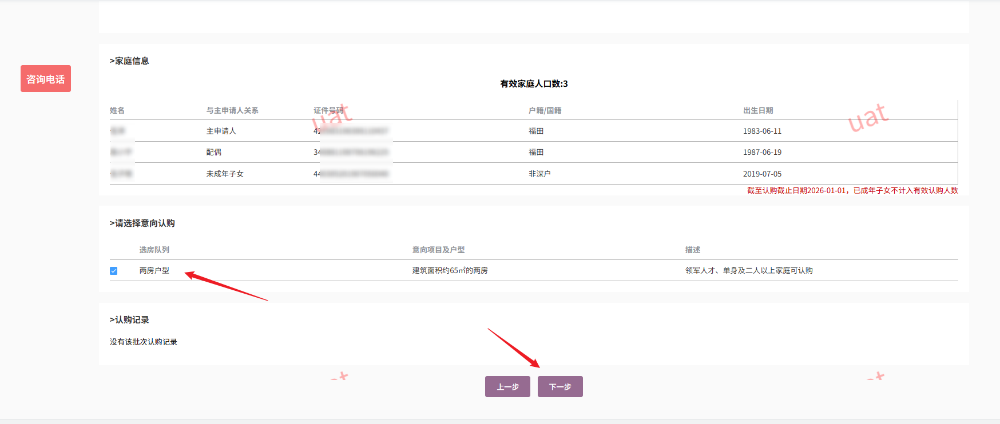 >家庭信息
咨询电话
有效家庭人口数:3
姓名 与主申请人关系 证件号码 户籍/国籍 出生日期
主申请人 42 福田 1983-06-11
配偶 34 福田 1987-06-19
未成年子女 44 非深户 2019-07-05
uat
uat
截至认购截止日期2026-01-01，已成年子女不计入有效认购人数
>请选择意向认购
选房队列 意向项目及户型 描述
两房户型 建筑面积约65㎡的两房 领军人才、单身及二人以上家庭可认购
>认购记录
没有该批次认购记录
上一步 下一步